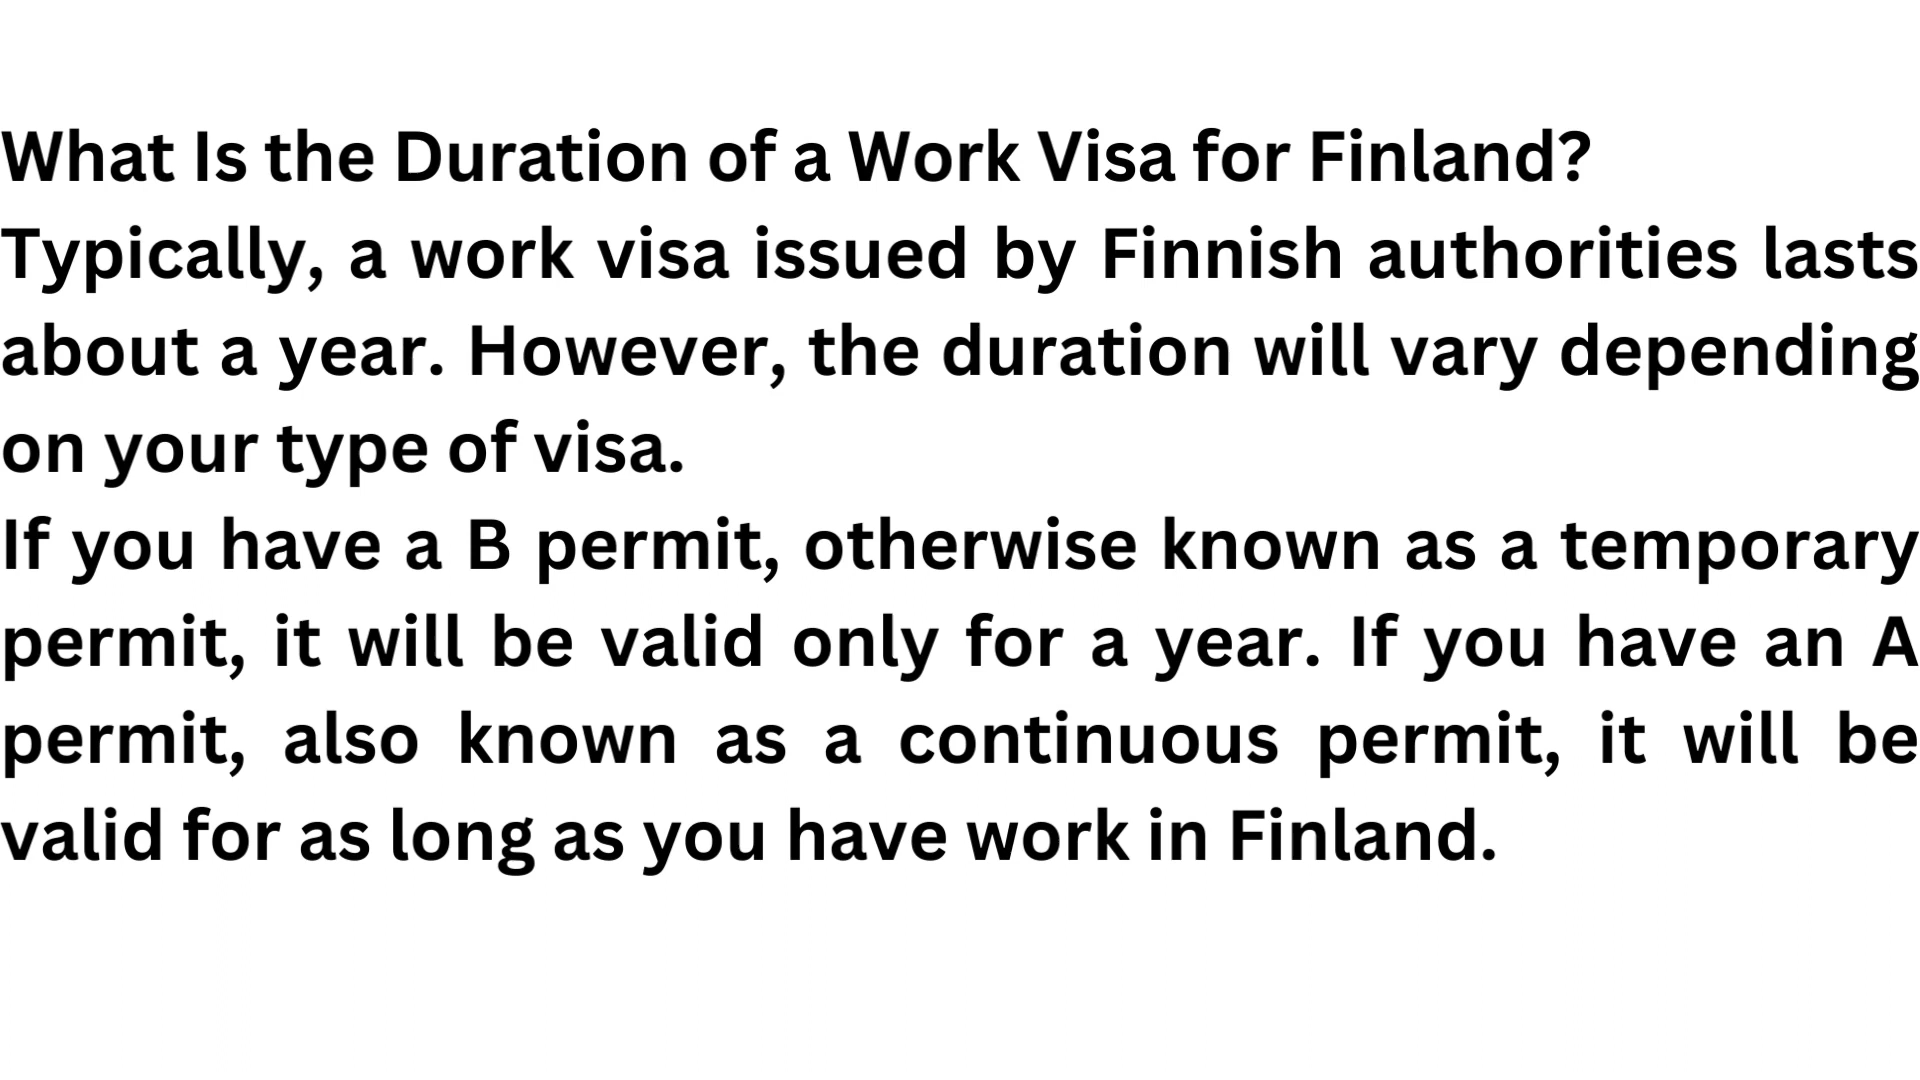 What Is the Duration of a Work Visa for Finland?
Typically, a work visa issued by Finnish authorities lasts
about a year. However, the duration will vary depending
on your type of visa.
If you have a B permit, otherwise known as a temporary
permit, it will be valid only for a year. If you have an A
permit, also known as a continuous permit, it will be
valid for as long as you have work in Finland.